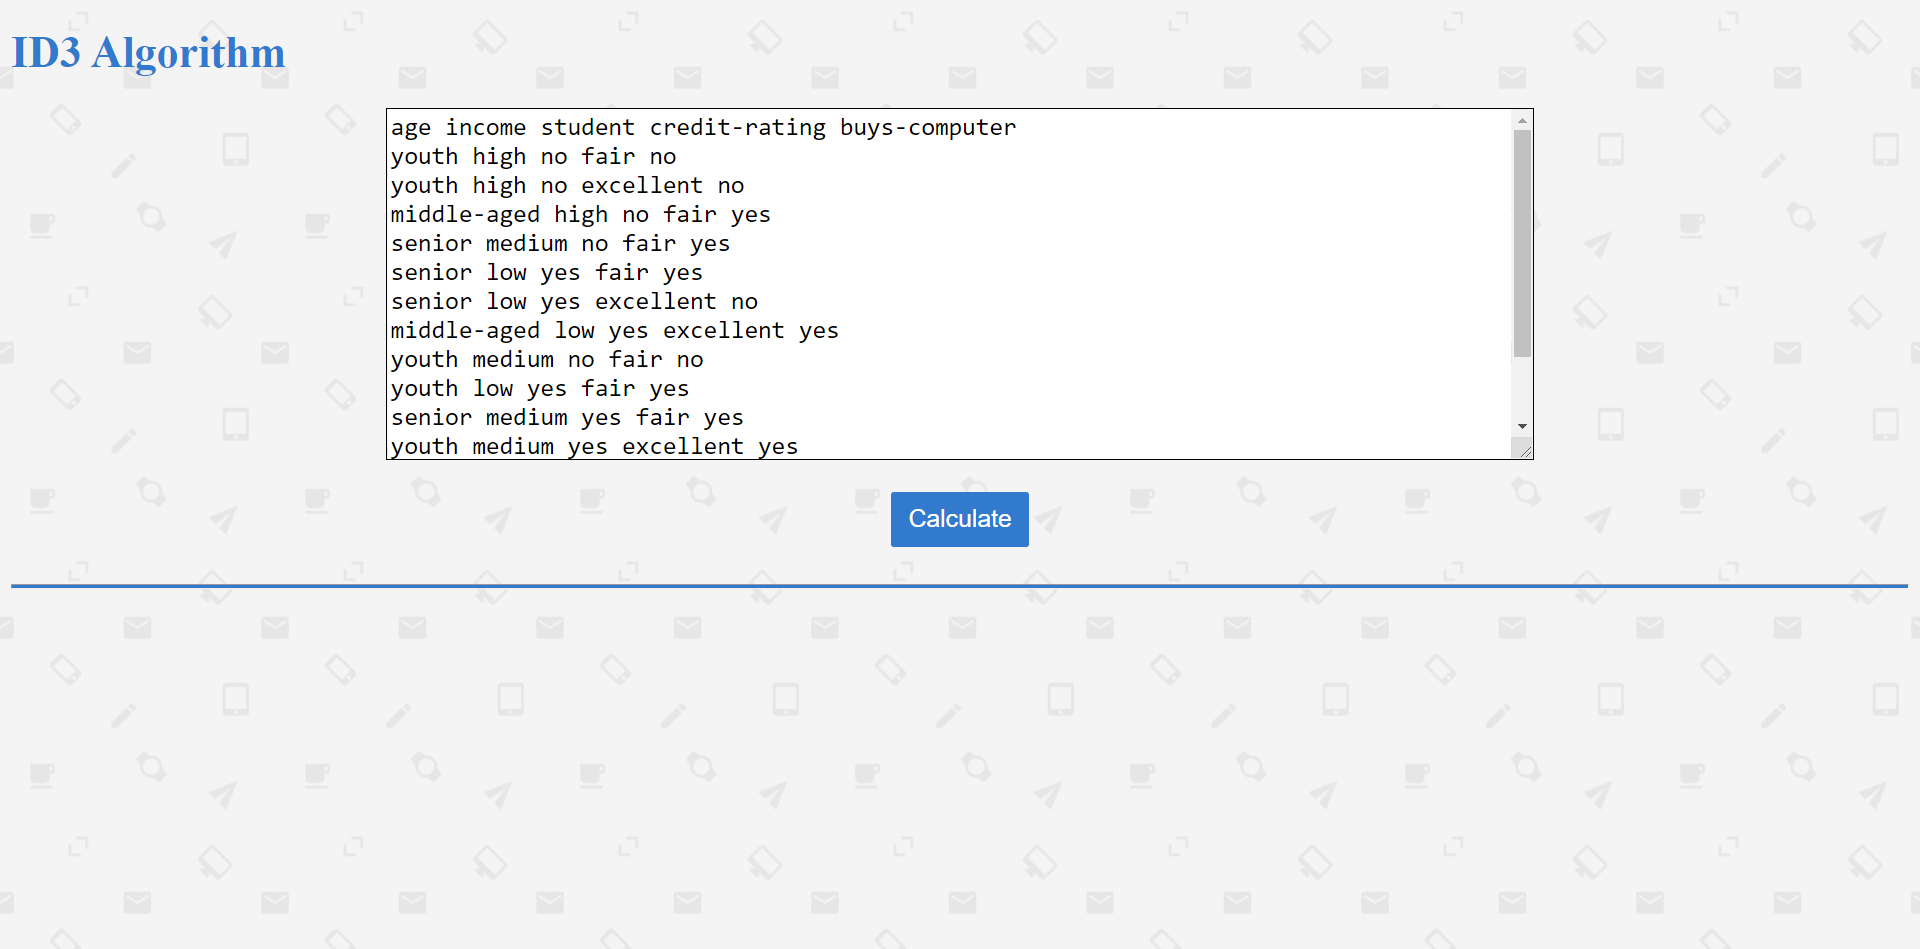 ID3 Algorithm
age income student credit-rating buys-computer
youth high no fair no
youth high no excellent no
middle-aged high no fair yes
senior medium no fair yes
senior low yes fair yes
senior low yes excellent no
middle-aged low yes excellent yes
youth medium no fair no
youth low yes fair yes
senior medium yes fair yes
youth medium yes excellent yes
Calculate